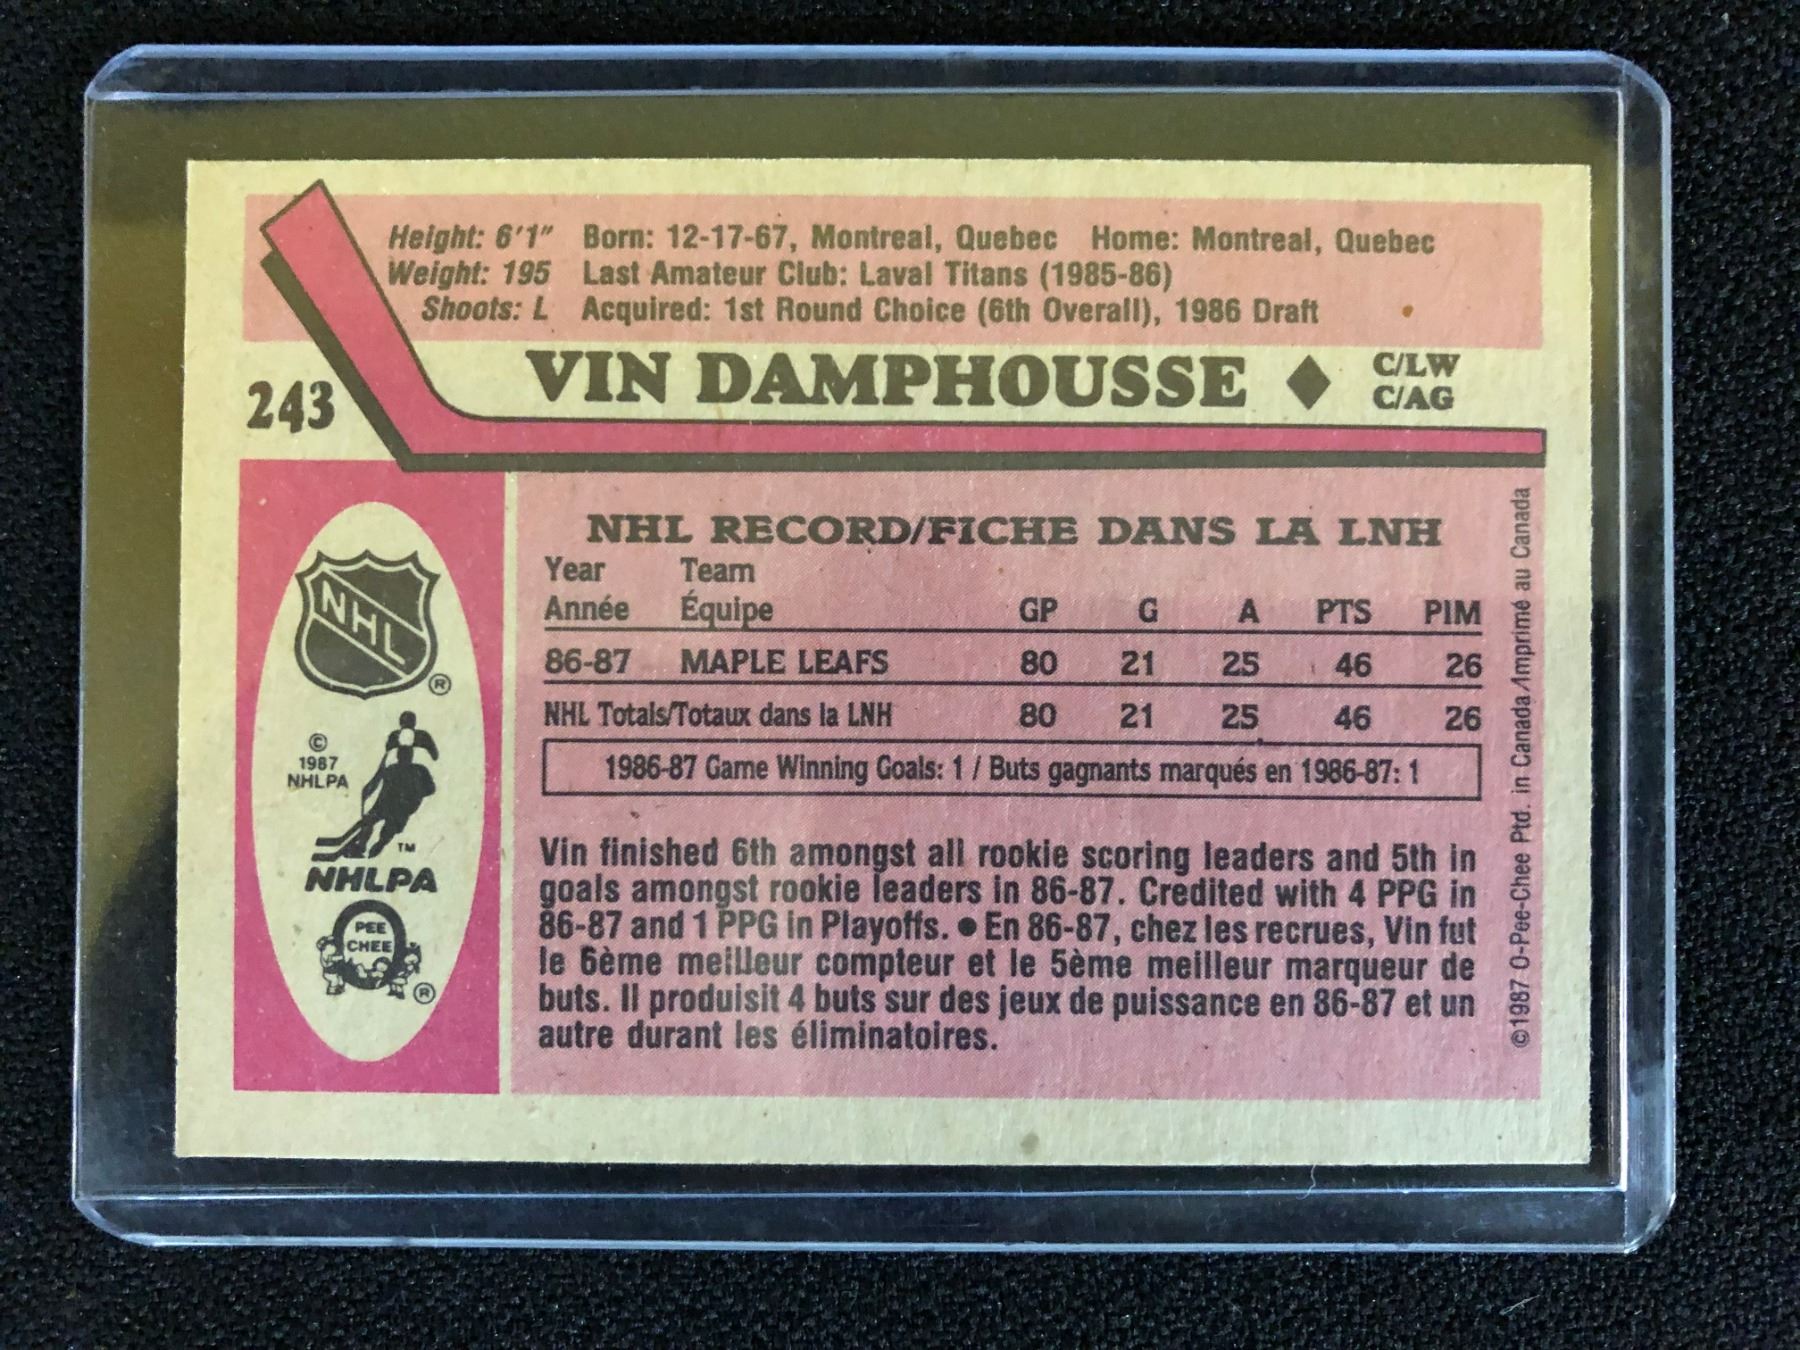 Height: 6'1" Born: 12-17-67, Montreal, Quebec Home: Montreal, Quebec
Weight: 195 Last Amateur Club: Laval Titans (1985-86)
Shoots: L Acquired: 1st Round Choice (6th Overall), 1986 Draft
243 VIN DAMPHOUSSE ◆ C/LW
C/AG
NHL RECORD/FICHE DANS LA LNH
Year Team
Année Équipe GP G A PTS PIM
86-87 MAPLE LEAFS 80 21 25 46 26
NHL Totals/Totaux dans la LNH 80 21 25 46 26
1986-87 Game Winning Goals: 1 / Buts gagnants marqués en 1986-87: 1
Vin finished 6th amongst all rookie scoring leaders and 5th in
goals amongst rookie leaders in 86-87. Credited with 4 PPG in
86-87 and 1 PPG in Playoffs. ● En 86-87, chez les recrues, Vin fut
le 6ème meilleur compteur et le 5ème meilleur marqueur de
buts. Il produisit 4 buts sur des jeux de puissance en 86-87 et un
autre durant les éliminatoires.
NHL
®
©
1987
NHLPA
TM
NHLPA
PEE
CHEE
®
©1987 O-Pee-Chee Ptd. in Canada/Imprimé au Canada